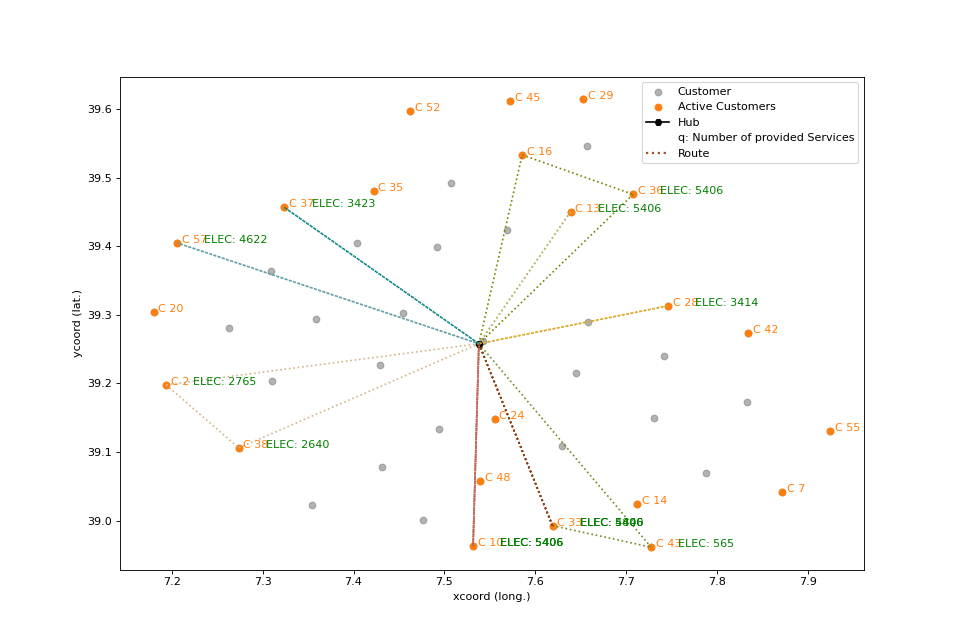 Customer
Active Customers
Hub
q: Number of provided Services
Route
C 52
C 45
C 29
C 16
C 35
C 36 ELEC: 5406
C 37 ELEC: 3423
C 13 ELEC: 5406
C 57 ELEC: 4622
C 20
C 28 ELEC: 3414
C 42
C 2 ELEC: 2765
C 24
C 55
C 38 ELEC: 2640
C 48
C 7
C 14
C 33
C 10 ELEC: 5406
C 43 ELEC: 565
39.6
39.5
39.4
39.3
39.2
39.1
39.0
7.2 7.3 7.4 7.5 7.6 7.7 7.8 7.9
xcoord (long.)
ycoord (lat.)